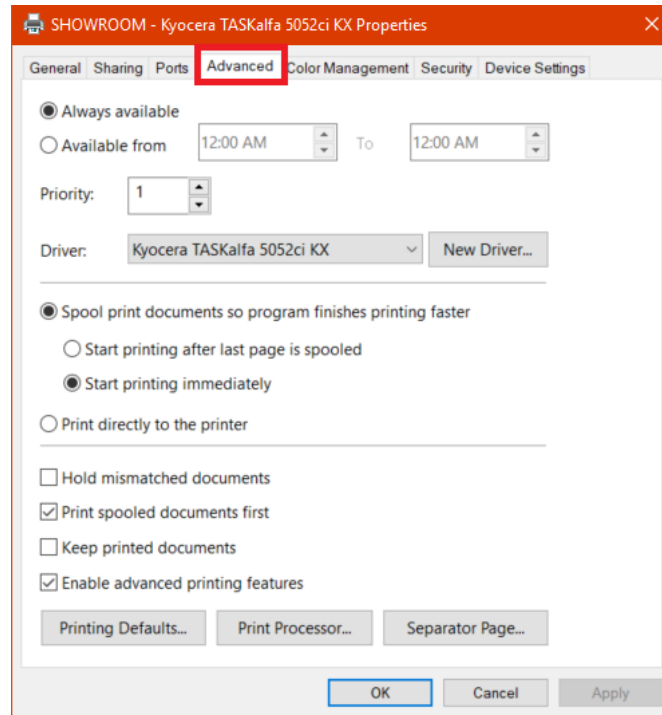 SHOWROOM - Kyocera TASKalfa 5052ci KX Properties
General Sharing Ports Advanced Color Management Security Device Settings
Always available
Available from 12:00 AM To 12:00 AM
Priority: 1
Driver: Kyocera TASKalfa 5052ci KX New Driver...
Spool print documents so program finishes printing faster
Start printing after last page is spooled
Start printing immediately
Print directly to the printer
Hold mismatched documents
Print spooled documents first
Keep printed documents
Enable advanced printing features
Printing Defaults... Print Processor... Separator Page...
OK Cancel Apply